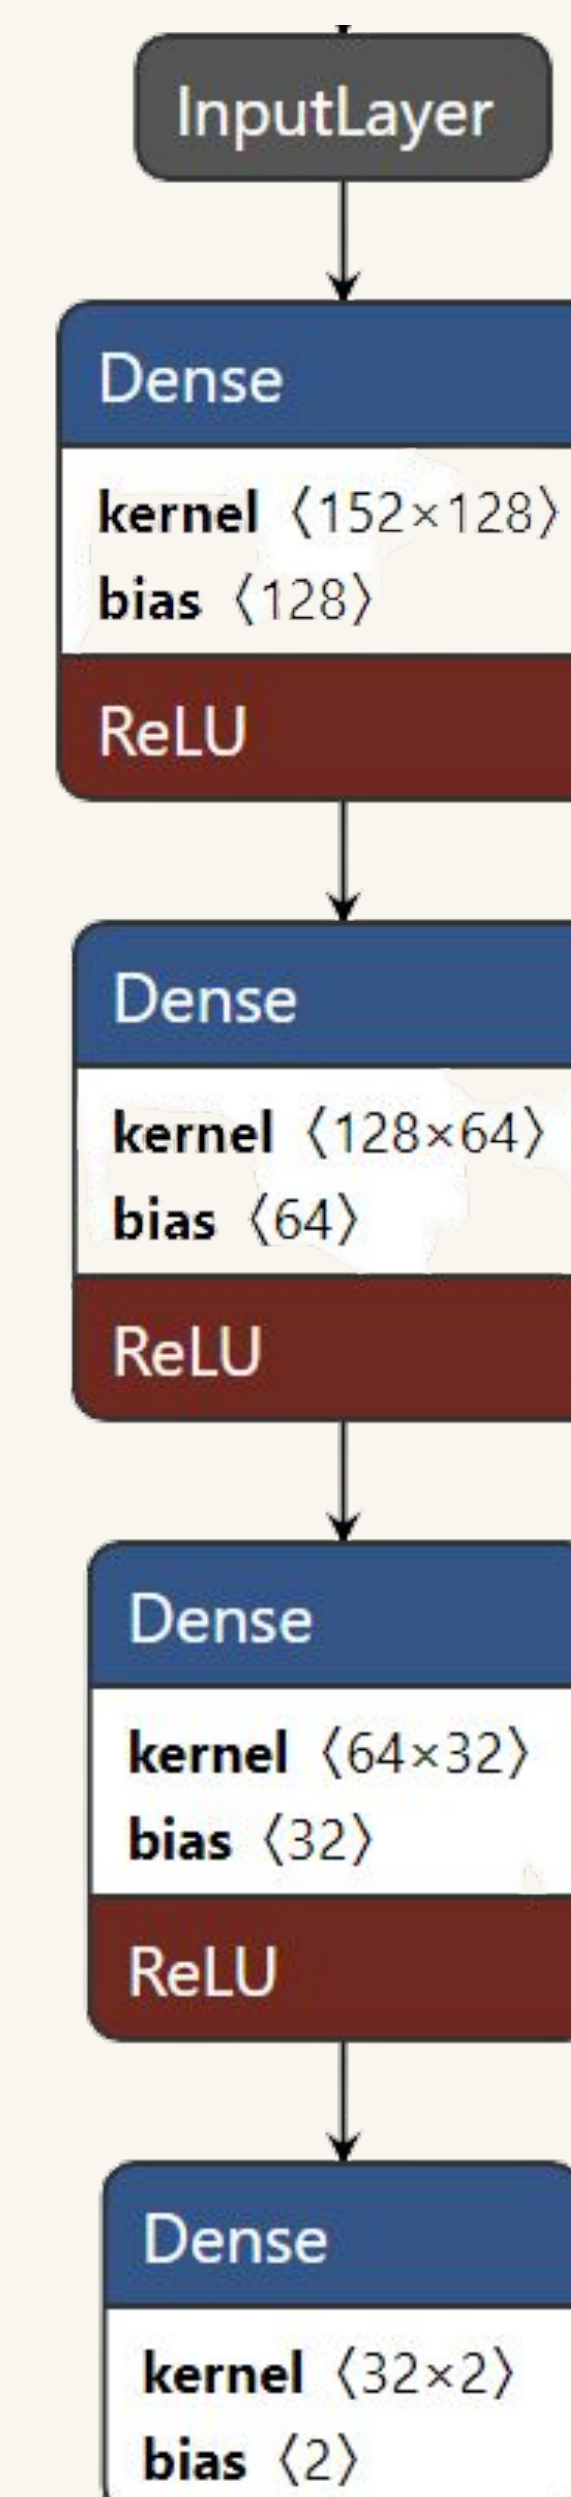 InputLayer
Dense
kernel 〈152×128〉
bias 〈128〉
ReLU
Dense
kernel 〈128×64〉
bias 〈64〉
ReLU
Dense
kernel 〈64×32〉
bias 〈32〉
ReLU
Dense
kernel 〈32×2〉
bias 〈2〉